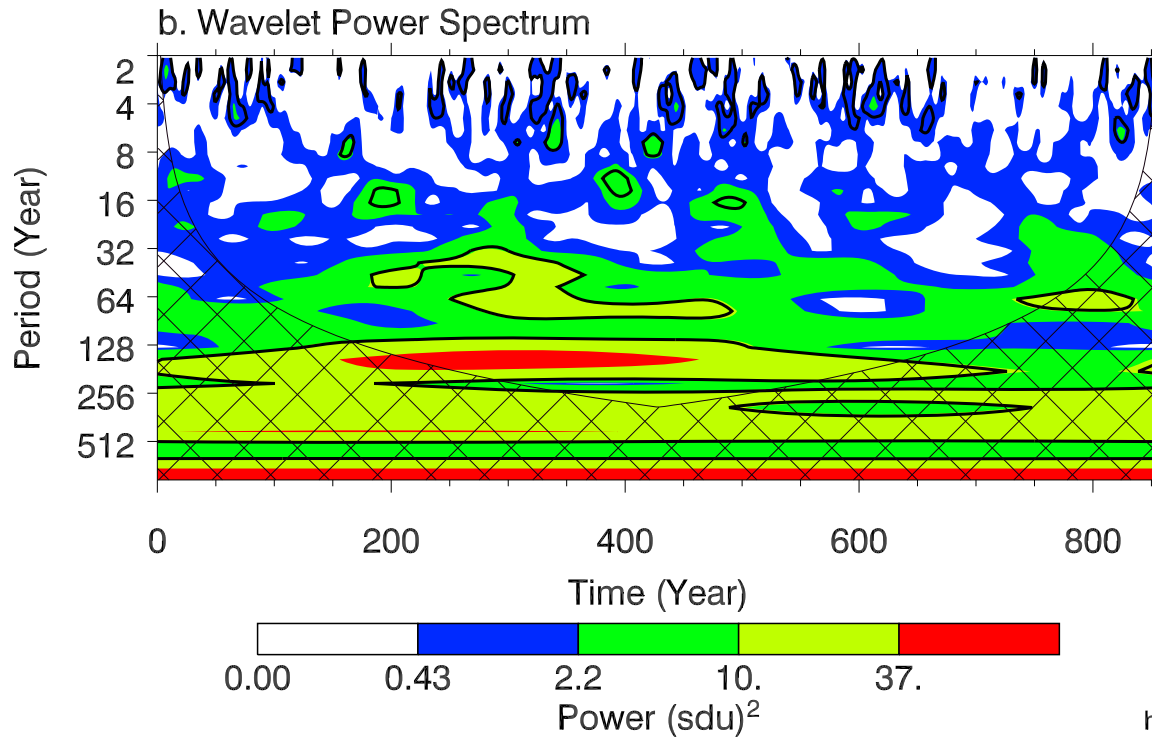 b. Wavelet Power Spectrum
2
4
8
16
32
64
128
256
512
Period (Year)
0 200 400 600 800
Time (Year)
0.00 0.43 2.2 10. 37.
Power (sdu)²